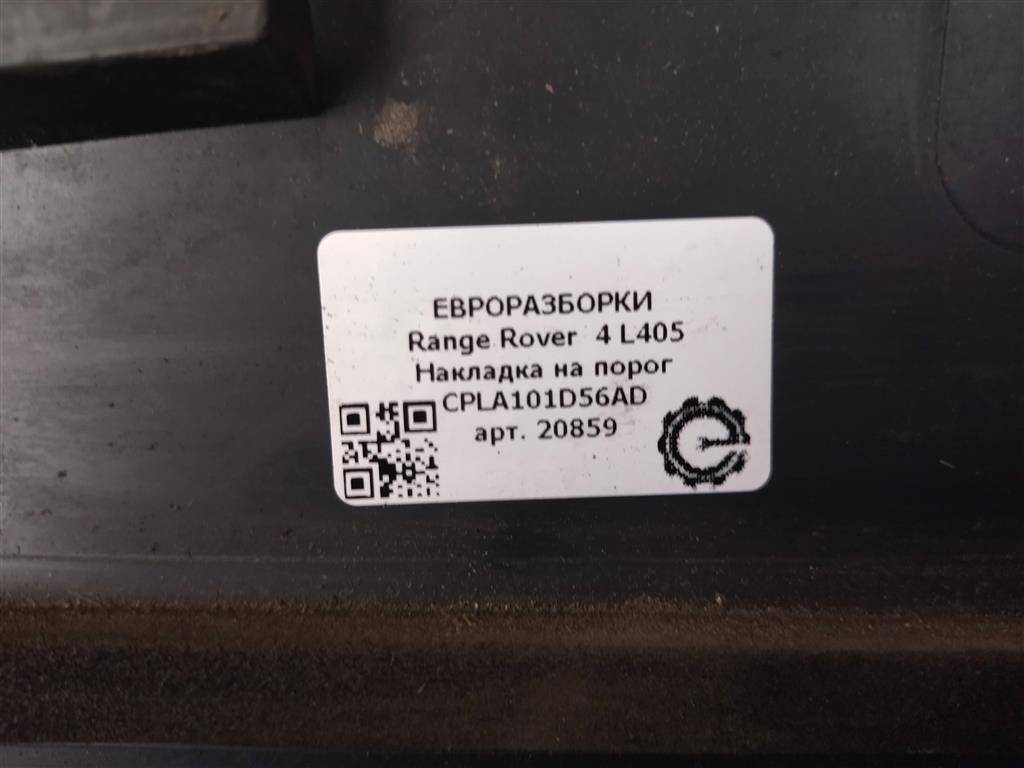 ЕВРОРАЗБОРКИ
Range Rover 4 L405
Накладка на порог
CPLA101D56AD
арт. 20859